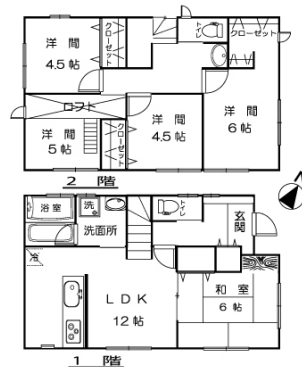 洋間
4.5帖
クローゼット
トイレ
クローゼット
ロフト
洋間
5帖
クローゼット
洋間
4.5帖
洋間
6帖
2 階
浴室
洗
洗面所
トイレ
玄関
冷
LDK
12帖
和室
6帖
1 階
N